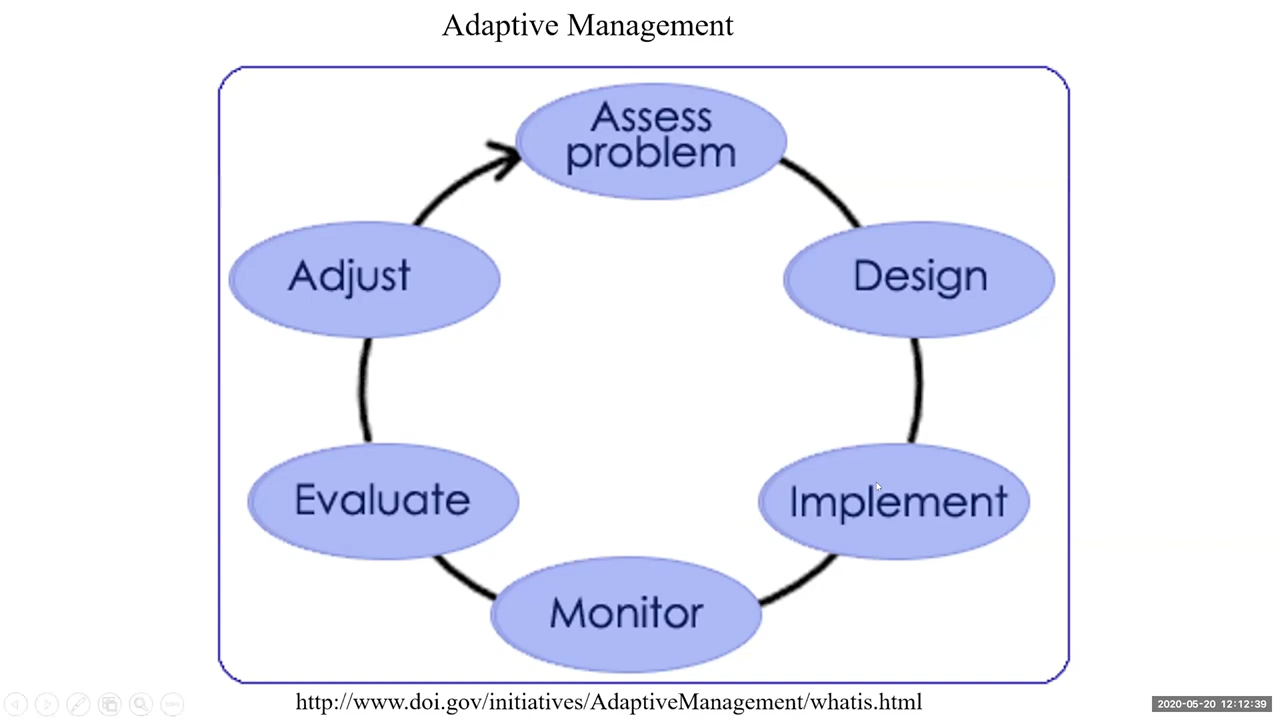 Adaptive Management
Assess
problem
Design
Implement
Monitor
Evaluate
Adjust
http://www.doi.gov/initiatives/AdaptiveManagement/whatis.html
2020-05-20 12:12:39